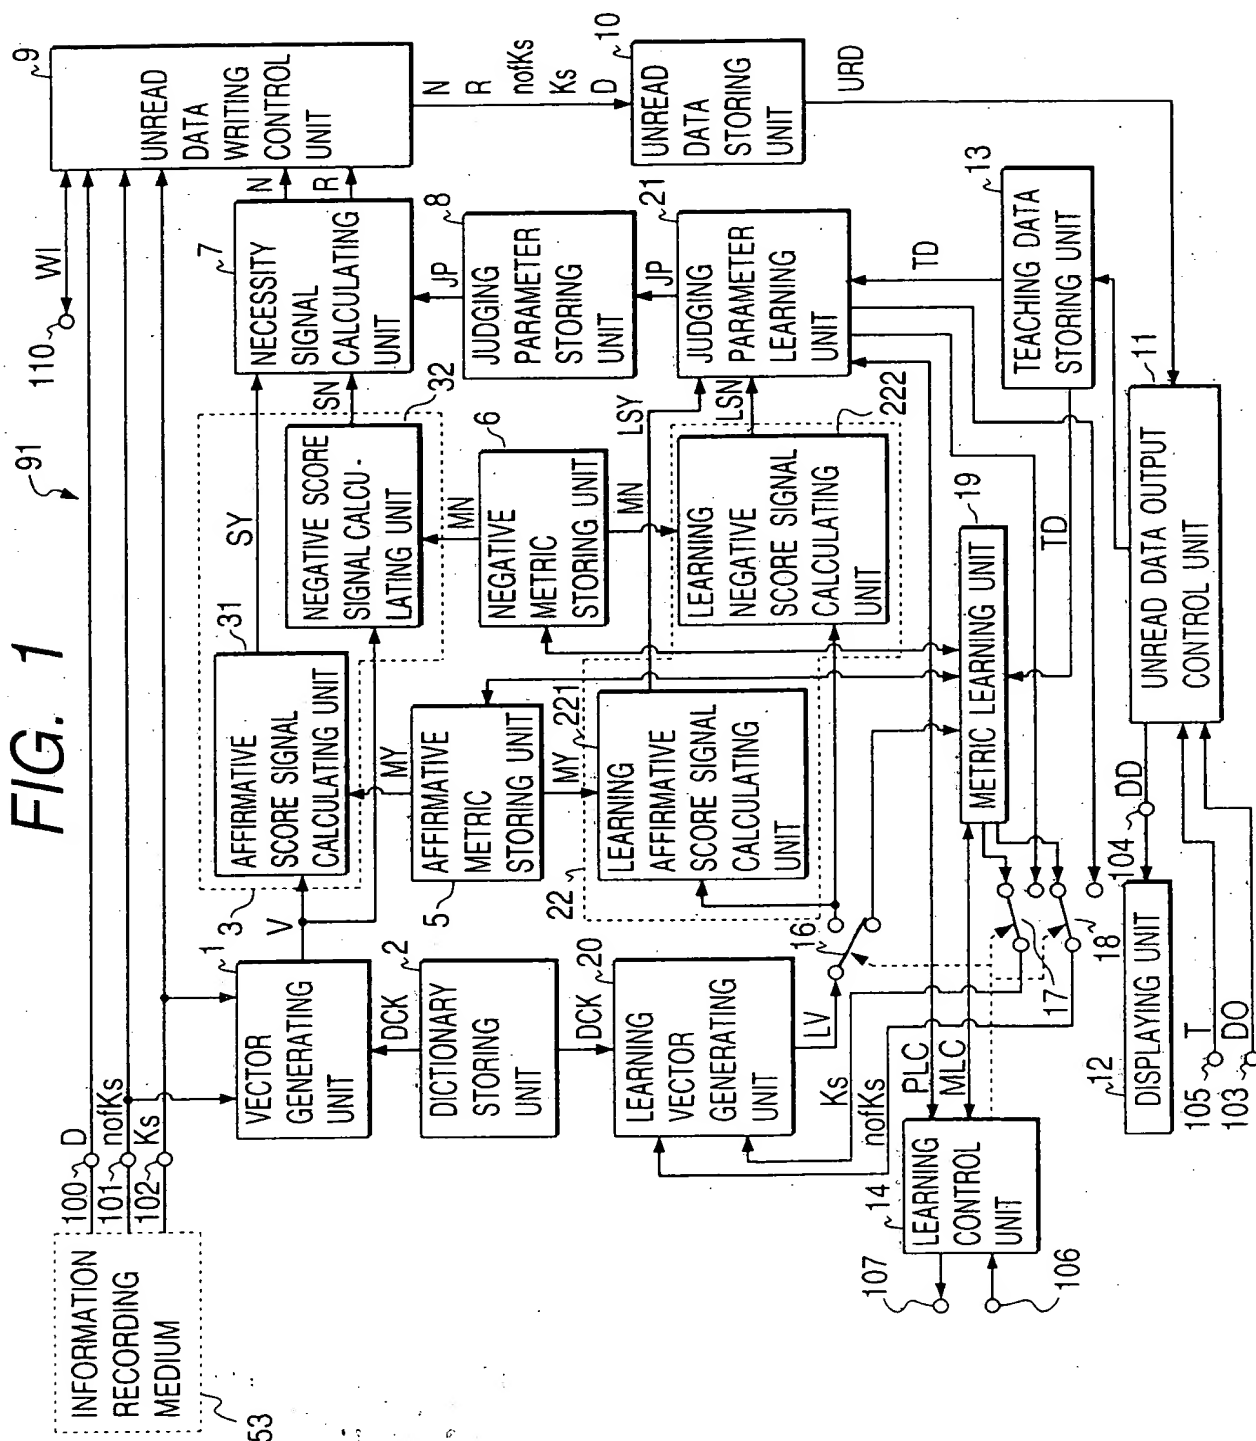 FIG. 1
91
INFORMATION
RECORDING
MEDIUM
53
100
D
101
nofKs
102
Ks
110
WI
9
UNREAD
DATA
WRITING
CONTROL
UNIT
1
VECTOR
GENERATING
UNIT
V
3
31
AFFIRMATIVE
SCORE SIGNAL
CALCULATING UNIT
SY
NEGATIVE SCORE
SIGNAL CALCU-
LATING UNIT
32
SN
7
NECESSITY
SIGNAL
CALCULATING
UNIT
N
R
N
R
nofKs
Ks
D
DCK
MY
MN
JP
2
DICTIONARY
STORING
UNIT
5
AFFIRMATIVE
METRIC
STORING UNIT
6
NEGATIVE
METRIC
STORING UNIT
8
JUDGING
PARAMETER
STORING
UNIT
10
UNREAD
DATA
STORING
UNIT
URD
DCK
MY
MN
JP
20
LEARNING
VECTOR
GENERATING
UNIT
LV
22
221
LEARNING
AFFIRMATIVE
SCORE SIGNAL
CALCULATING
UNIT
LSY
LEARNING
NEGATIVE
SCORE SIGNAL
CALCULATING
UNIT
222
LSN
21
JUDGING
PARAMETER
LEARNING
UNIT
TD
16
Ks
nofKs
PLC
MLC
17
18
METRIC LEARNING UNIT
19
TD
13
TEACHING DATA
STORING UNIT
14
LEARNING
CONTROL
UNIT
107
106
12
DISPLAYING UNIT
104
DD
11
UNREAD DATA OUTPUT
CONTROL UNIT
105
T
103
DO